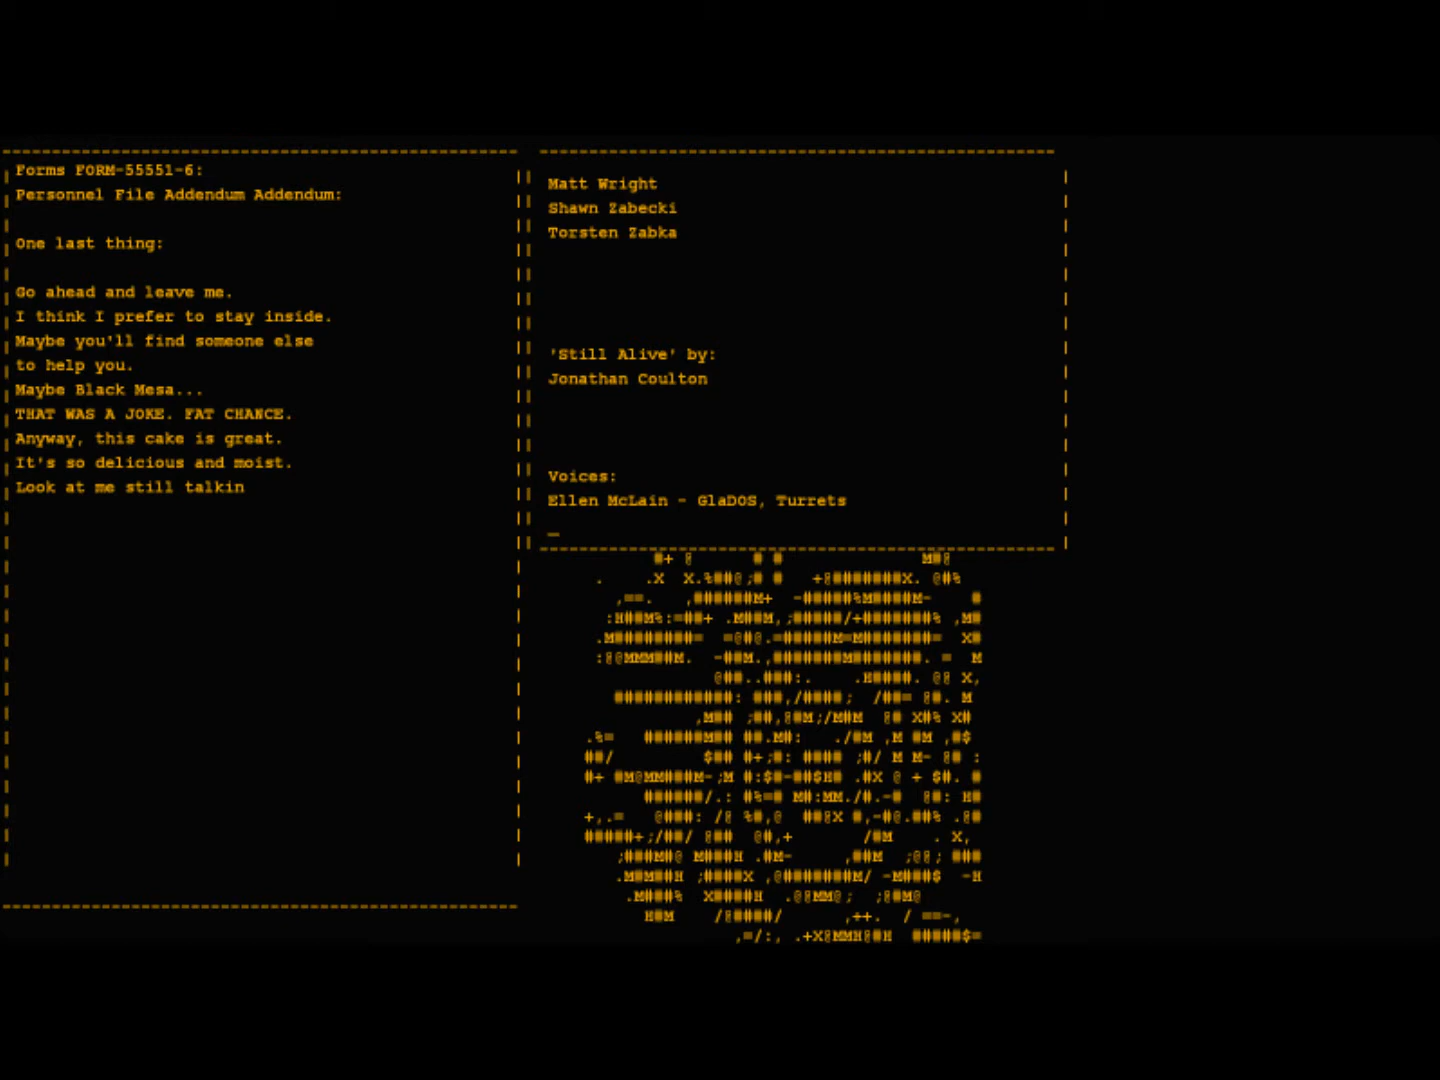 Forms FORM-55551-6:
Personnel File Addendum Addendum:
One last thing:
Go ahead and leave me.
I think I prefer to stay inside.
Maybe you'll find someone else
to help you.
Maybe Black Mesa...
THAT WAS A JOKE. FAT CHANCE.
Anyway, this cake is great.
It's so delicious and moist.
Look at me still talkin
Matt Wright
Shawn Zabecki
Torsten Zabka
'Still Alive' by:
Jonathan Coulton
Voices:
Ellen McLain - GlaDOS, Turrets